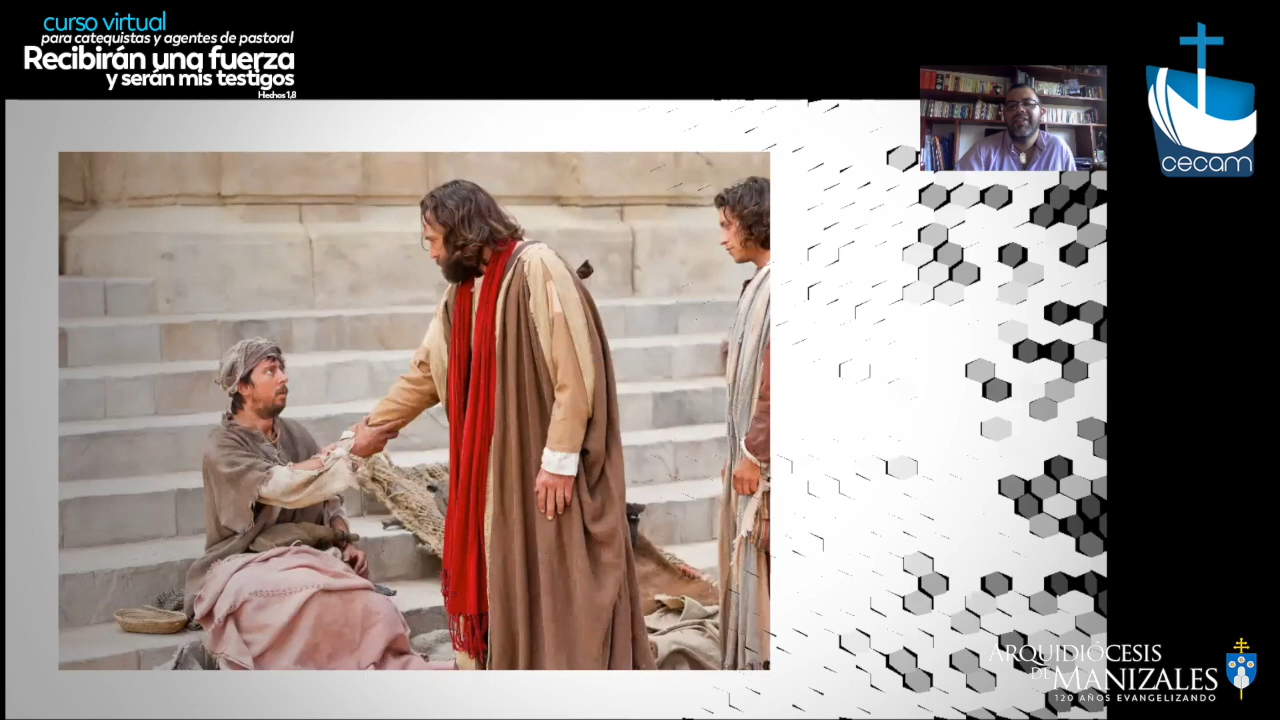 curso virtual
para catequistas y agentes de pastoral
Recibirán una fuerza
y serán mis testigos
Hechos 1,8
cecam
ARQUIDIÓCESIS
DE MANIZALES
120 AÑOS EVANGELIZANDO